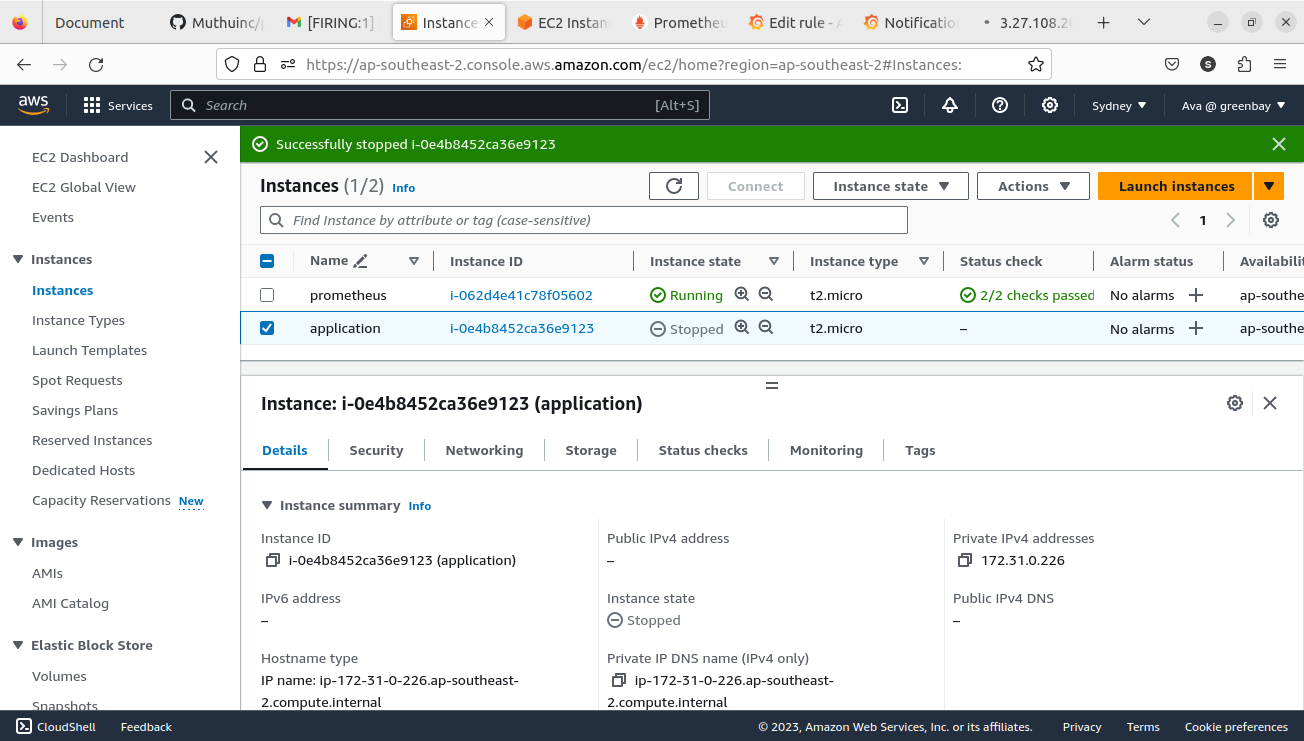 Document
Muthuinc/p
[FIRING:1]
Instance
EC2 Instan
Promethe
Edit rule - A
Notificatio
3.27.108.20
https://ap-southeast-2.console.aws.amazon.com/ec2/home?region=ap-southeast-2#Instances:
S
aws
Services
Search
[Alt+S]
Sydney
Ava @ greenbay
Successfully stopped i-0e4b8452ca36e9123
EC2 Dashboard
EC2 Global View
Events
Instances
Instances
Instance Types
Launch Templates
Spot Requests
Savings Plans
Reserved Instances
Dedicated Hosts
Capacity Reservations New
Images
AMIs
AMI Catalog
Elastic Block Store
Volumes
Snapshots
Instances (1/2) Info
Connect
Instance state
Actions
Launch instances
Find Instance by attribute or tag (case-sensitive)
1
Name Instance ID Instance state Instance type Status check Alarm status Availabilit
prometheus i-062d4e41c78f05602 Running t2.micro 2/2 checks passed No alarms ap-southe
application i-0e4b8452ca36e9123 Stopped t2.micro – No alarms ap-southe
Instance: i-0e4b8452ca36e9123 (application)
Details Security Networking Storage Status checks Monitoring Tags
Instance summary Info
Instance ID
i-0e4b8452ca36e9123 (application)
Public IPv4 address
–
Private IPv4 addresses
172.31.0.226
IPv6 address
–
Instance state
Stopped
Public IPv4 DNS
–
Hostname type
IP name: ip-172-31-0-226.ap-southeast-
2.compute.internal
Private IP DNS name (IPv4 only)
ip-172-31-0-226.ap-southeast-
2.compute.internal
CloudShell
Feedback
© 2023, Amazon Web Services, Inc. or its affiliates.
Privacy
Terms
Cookie preferences